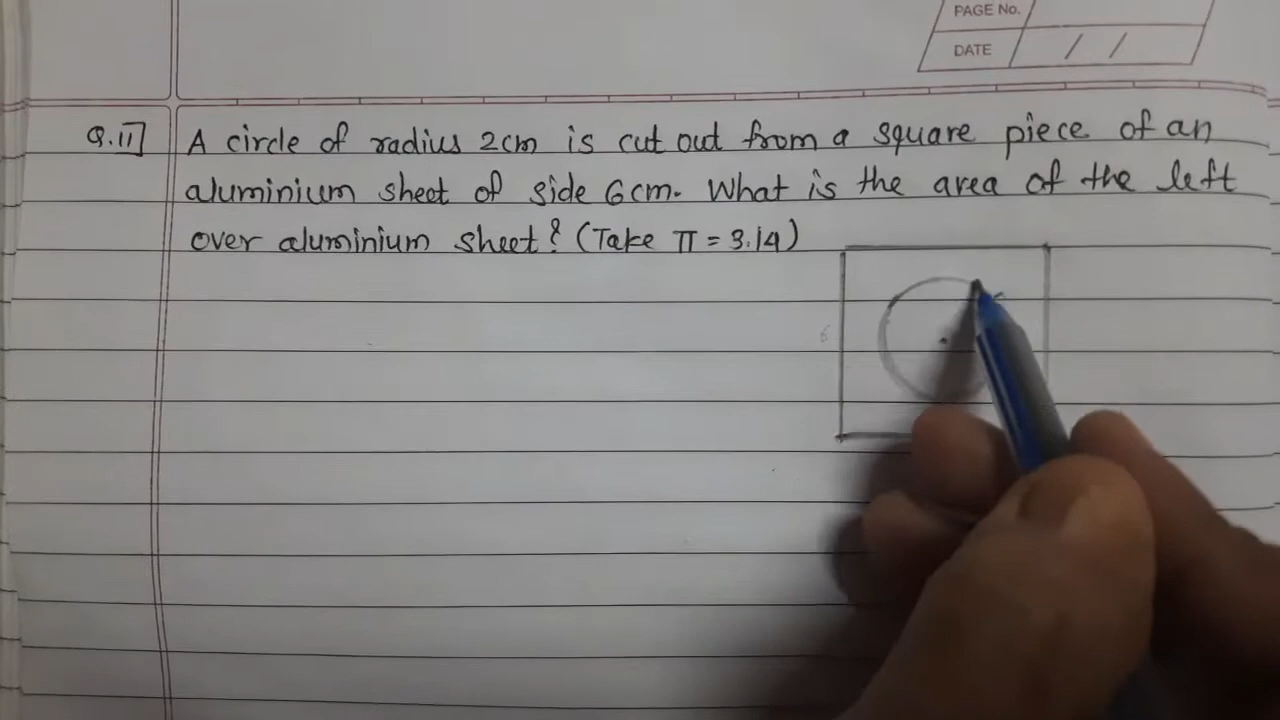 PAGE No.
DATE / /
Q.11] A circle of radius 2cm is cut out from a square piece of an
aluminium sheet of side 6cm. What is the area of the left
over aluminium sheet? (Take π = 3.14)
6